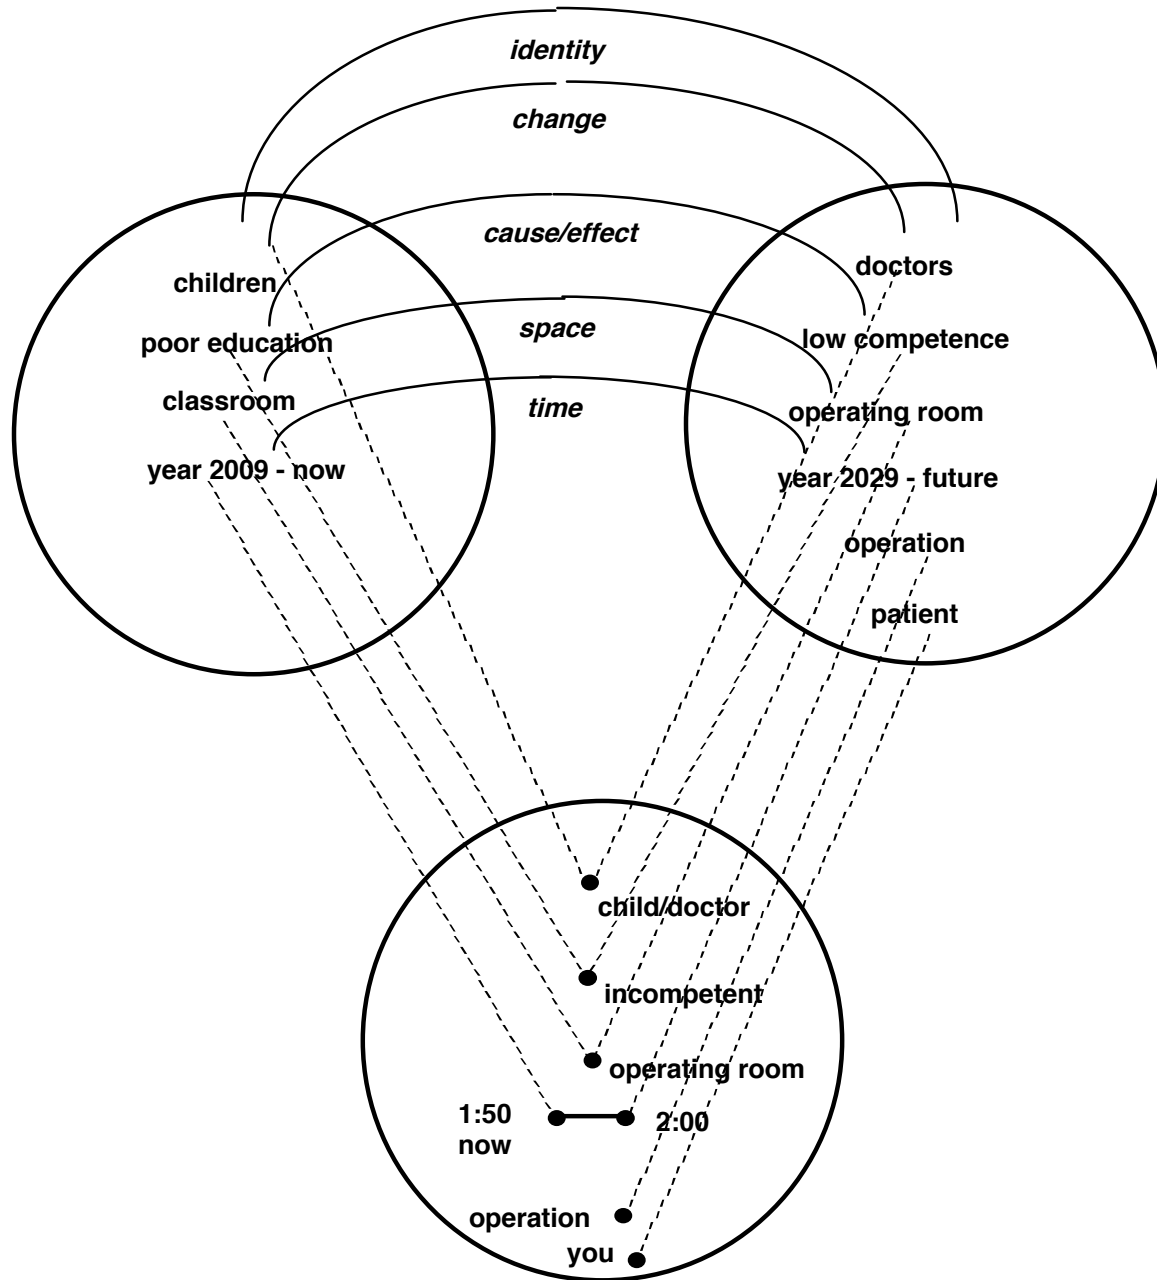 identity
change
cause/effect
space
time
children
poor education
classroom
year 2009 - now
doctors
low competence
operating room
year 2029 - future
operation
patient
child/doctor
incompetent
operating room
1:50
now
2:00
operation
you